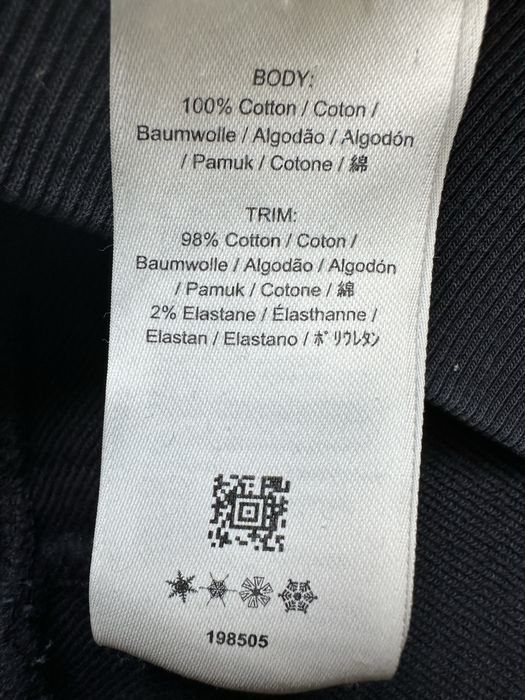 BODY:
100% Cotton / Coton /
Baumwolle / Algodão / Algodón
/ Pamuk / Cotone / 綿
TRIM:
98% Cotton / Coton /
Baumwolle / Algodão / Algodón
/ Pamuk / Cotone / 綿
2% Elastane / Élasthanne /
Elastan / Elastano / ﾎﾟﾘｳﾚﾀﾝ
198505